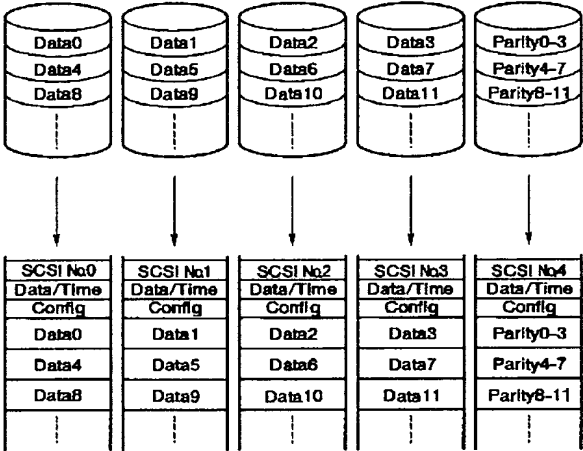 Data0 Data1 Data2 Data3 Parity0-3
Data4 Data5 Data6 Data7 Parity4-7
Data8 Data9 Data10 Data11 Parity8-11
SCSI No.0 SCSI No.1 SCSI No.2 SCSI No.3 SCSI No.4
Data/Time Data/Time Data/Time Data/Time Data/Time
Config Config Config Config Config
Data0 Data1 Data2 Data3 Parity0-3
Data4 Data5 Data6 Data7 Parity4-7
Data8 Data9 Data10 Data11 Parity8-11